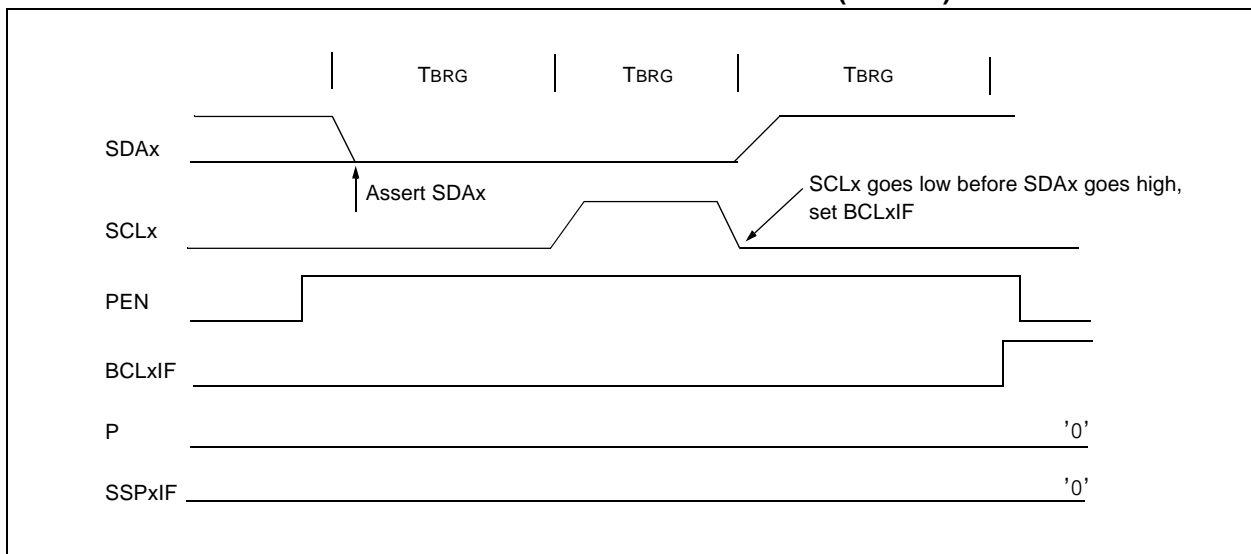 TBRG TBRG TBRG
SDAx
Assert SDAx
SCLx goes low before SDAx goes high,
set BCLxIF
SCLx
PEN
BCLxIF
P '0'
SSPxIF '0'